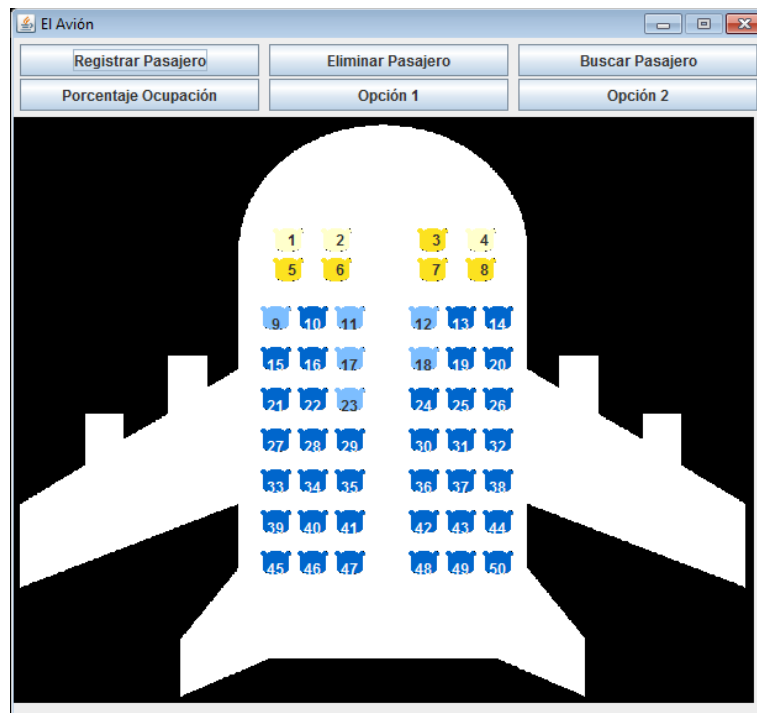 El Avión
Registrar Pasajero Eliminar Pasajero Buscar Pasajero
Porcentaje Ocupación Opción 1 Opción 2
1 2 3 4
5 6 7 8
9 10 11 12 13 14
15 16 17 18 19 20
21 22 23 24 25 26
27 28 29 30 31 32
33 34 35 36 37 38
39 40 41 42 43 44
45 46 47 48 49 50